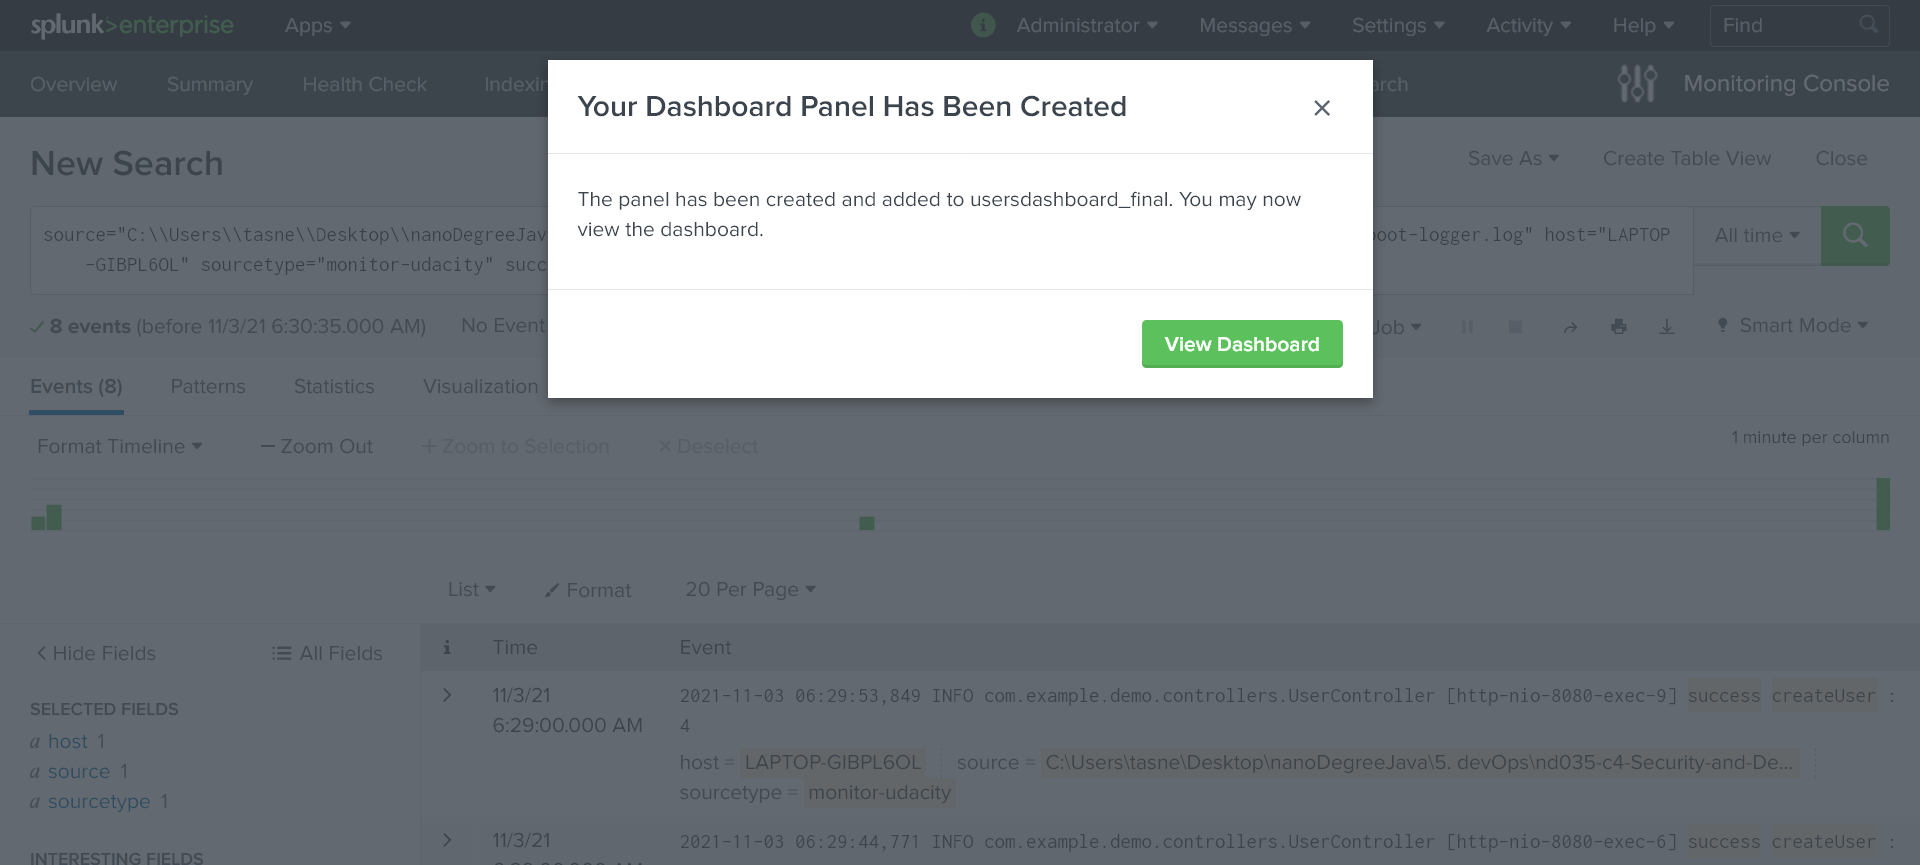 splunk>enterprise Apps Administrator Messages Settings Activity Help Find
Overview Summary Health Check Monitoring Console
Your Dashboard Panel Has Been Created
The panel has been created and added to usersdashboard_final. You may now
view the dashboard.
View Dashboard
New Search Save As Create Table View Close
source="C:\\Users\\tasne\\Desktop\\nanoDegreeJav oot-logger.log" host="LAPTOP All time
-GIBPL6OL" sourcetype="monitor-udacity" succ
8 events (before 11/3/21 6:30:35.000 AM) No Event Job Smart Mode
Events (8) Patterns Statistics Visualization
Format Timeline — Zoom Out + Zoom to Selection × Deselect 1 minute per column
List Format 20 Per Page
< Hide Fields All Fields i Time Event
SELECTED FIELDS
a host 1
a source 1
a sourcetype 1
INTERESTING FIELDS
> 11/3/21 2021-11-03 06:29:53,849 INFO com.example.demo.controllers.UserController [http-nio-8080-exec-9] success createUser :
6:29:00.000 AM 4
host = LAPTOP-GIBPL6OL source = C:\Users\tasne\Desktop\nanoDegreeJava\5. devOps\nd035-c4-Security-and-De...
sourcetype = monitor-udacity
> 11/3/21 2021-11-03 06:29:44,771 INFO com.example.demo.controllers.UserController [http-nio-8080-exec-6] success createUser :